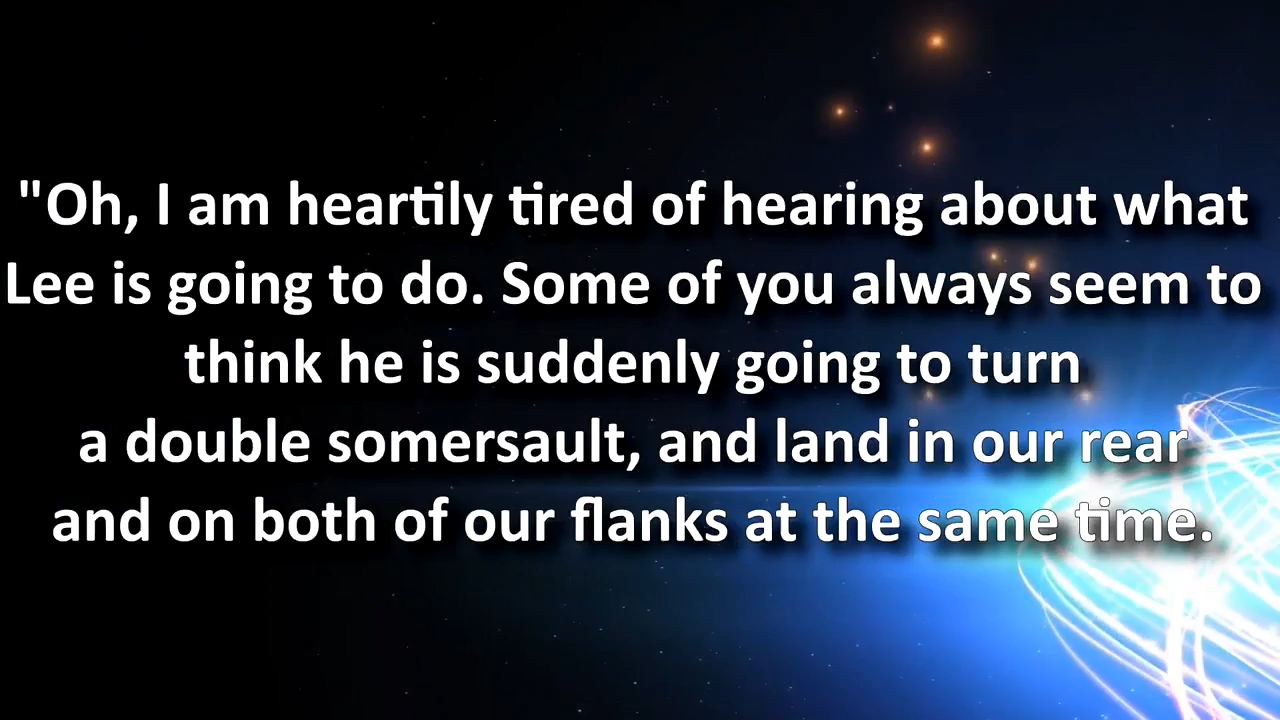 "Oh, I am heartily tired of hearing about what
Lee is going to do. Some of you always seem to
think he is suddenly going to turn
a double somersault, and land in our rear
and on both of our flanks at the same time.